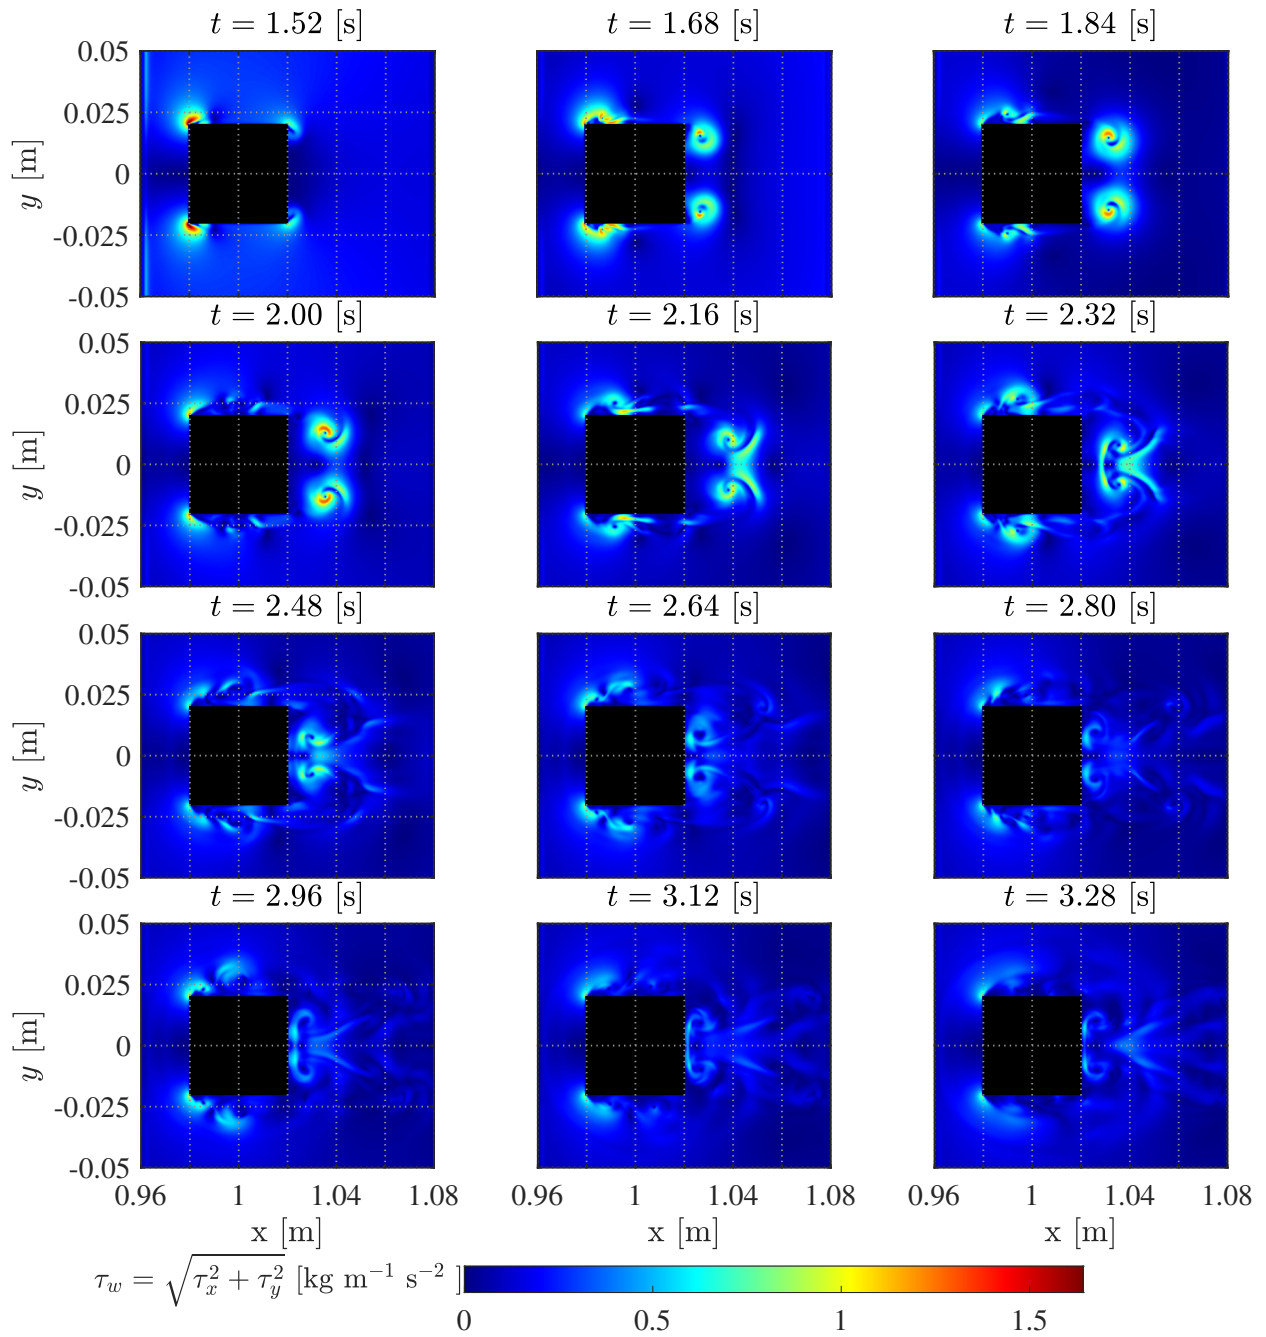 t = 1.52 [s] t = 1.68 [s] t = 1.84 [s]
0.05
0.025
0
-0.025
-0.05
y [m]
t = 2.00 [s] t = 2.16 [s] t = 2.32 [s]
0.05
0.025
0
-0.025
-0.05
y [m]
t = 2.48 [s] t = 2.64 [s] t = 2.80 [s]
0.05
0.025
0
-0.025
-0.05
y [m]
t = 2.96 [s] t = 3.12 [s] t = 3.28 [s]
0.05
0.025
0
-0.025
-0.05
y [m]
0.96 1 1.04 1.08 0.96 1 1.04 1.08 0.96 1 1.04 1.08
x [m] x [m] x [m]
τ_w = √(τ_x^2 + τ_y^2) [kg m^−1 s^−2 ]
0 0.5 1 1.5